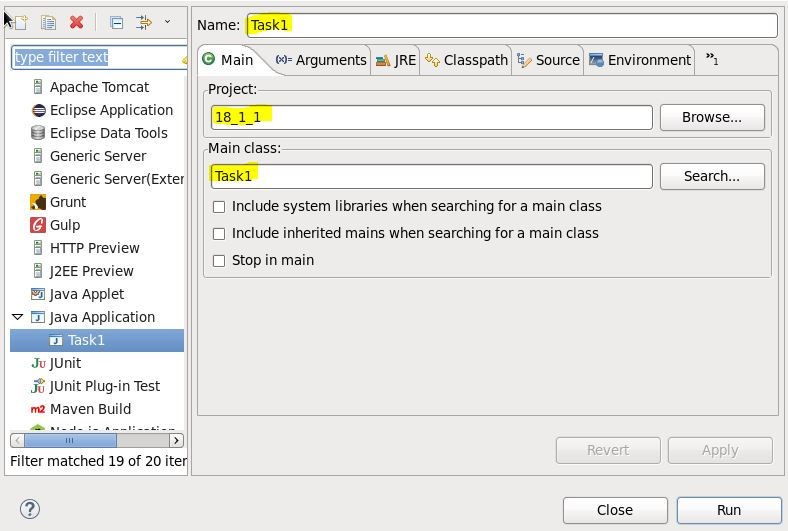 Name: Task1
type filter text
Apache Tomcat
Eclipse Application
Eclipse Data Tools
Generic Server
Generic Server(Exter
Grunt
Gulp
HTTP Preview
J2EE Preview
Java Applet
Java Application
Task1
JUnit
JUnit Plug-in Test
Maven Build
Node.js Application
Filter matched 19 of 20 iter
Main (x)= Arguments JRE Classpath Source Environment »1
Project:
18_1_1 Browse...
Main class:
Task1 Search...
Include system libraries when searching for a main class
Include inherited mains when searching for a main class
Stop in main
Revert Apply
Close Run